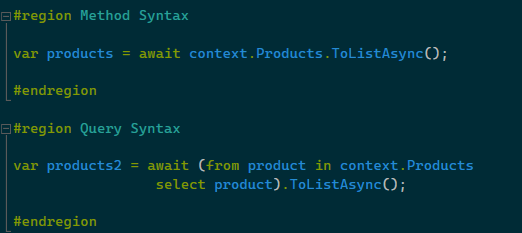 #region Method Syntax
var products = await context.Products.ToListAsync();
#endregion
#region Query Syntax
var products2 = await (from product in context.Products
select product).ToListAsync();
#endregion